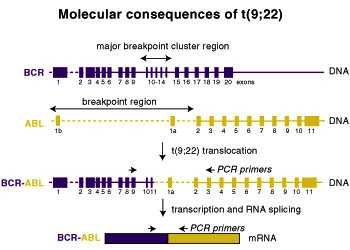 Molecular consequences of t(9;22)
major breakpoint cluster region
BCR DNA
1 2 3 4 5 6 7 8 9 10-14 15 16 17 18 19 20 exons
breakpoint region
ABL DNA
1b 1a 2 3 4 5 6 7 8 9 10 11
t(9;22) translocation
PCR primers
BCR-ABL DNA
1 2 3 4 5 6 7 8 9 10 11 1a 2 3 4 5 6 7 8 9 10 11
transcription and RNA splicing
PCR primers
BCR-ABL mRNA